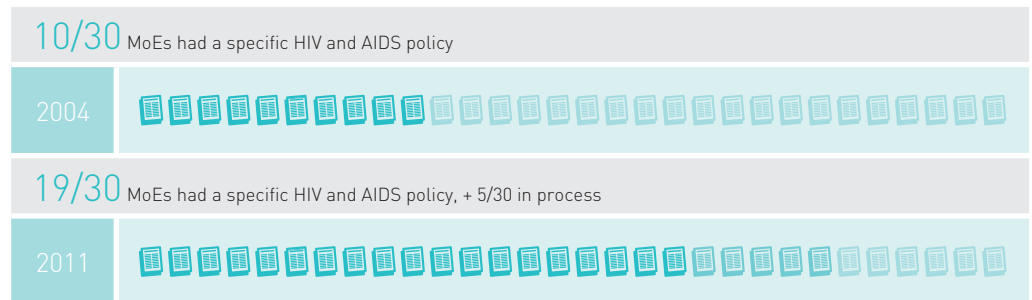 10/30 MoEs had a specific HIV and AIDS policy
2004
19/30 MoEs had a specific HIV and AIDS policy, + 5/30 in process
2011